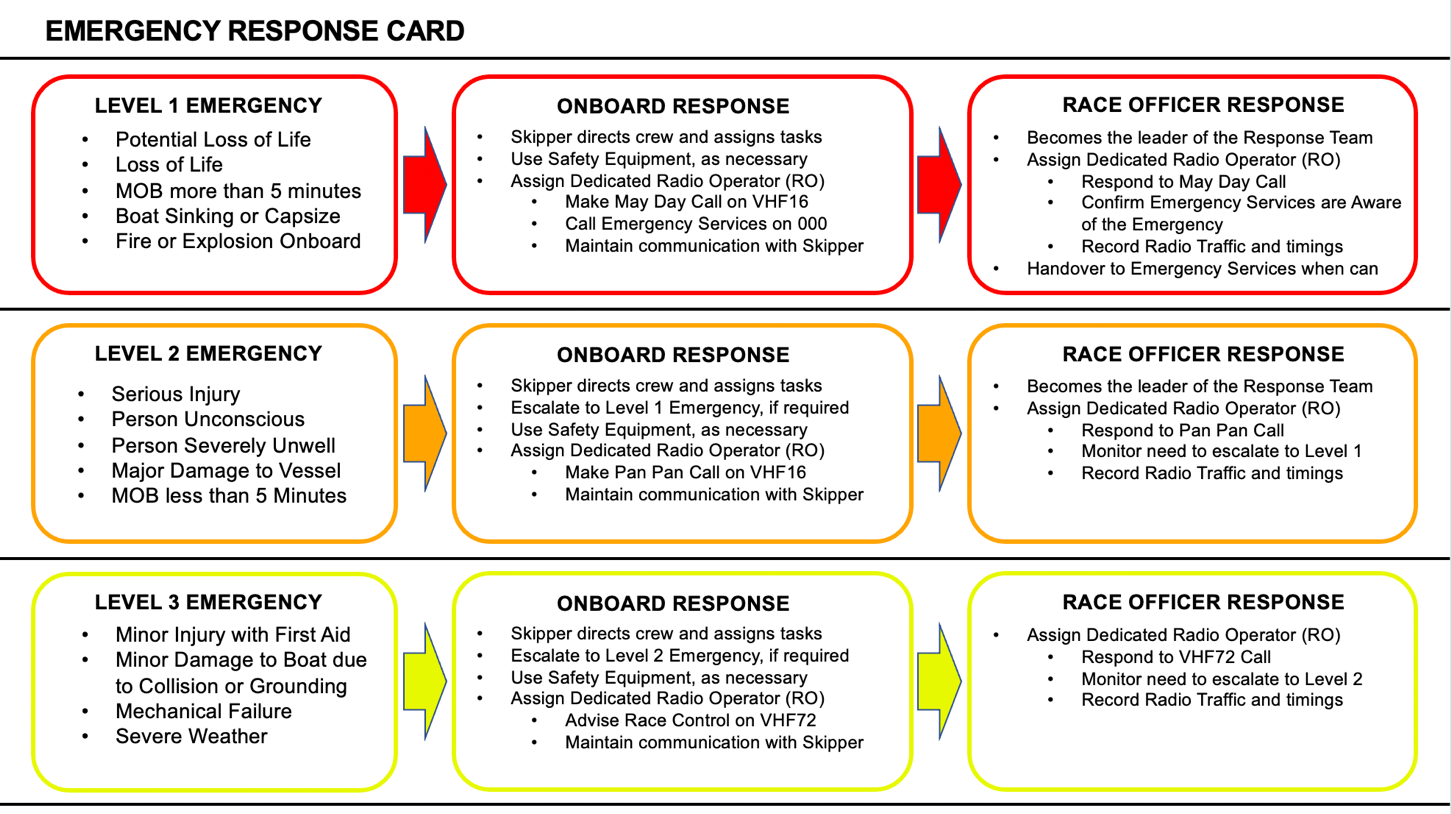 EMERGENCY RESPONSE CARD
LEVEL 1 EMERGENCY
• Potential Loss of Life
• Loss of Life
• MOB more than 5 minutes
• Boat Sinking or Capsize
• Fire or Explosion Onboard
ONBOARD RESPONSE
• Skipper directs crew and assigns tasks
• Use Safety Equipment, as necessary
• Assign Dedicated Radio Operator (RO)
• Make May Day Call on VHF16
• Call Emergency Services on 000
• Maintain communication with Skipper
RACE OFFICER RESPONSE
• Becomes the leader of the Response Team
• Assign Dedicated Radio Operator (RO)
• Respond to May Day Call
• Confirm Emergency Services are Aware
of the Emergency
• Record Radio Traffic and timings
• Handover to Emergency Services when can
LEVEL 2 EMERGENCY
• Serious Injury
• Person Unconscious
• Person Severely Unwell
• Major Damage to Vessel
• MOB less than 5 Minutes
ONBOARD RESPONSE
• Skipper directs crew and assigns tasks
• Escalate to Level 1 Emergency, if required
• Use Safety Equipment, as necessary
• Assign Dedicated Radio Operator (RO)
• Make Pan Pan Call on VHF16
• Maintain communication with Skipper
RACE OFFICER RESPONSE
• Becomes the leader of the Response Team
• Assign Dedicated Radio Operator (RO)
• Respond to Pan Pan Call
• Monitor need to escalate to Level 1
• Record Radio Traffic and timings
LEVEL 3 EMERGENCY
• Minor Injury with First Aid
• Minor Damage to Boat due
to Collision or Grounding
• Mechanical Failure
• Severe Weather
ONBOARD RESPONSE
• Skipper directs crew and assigns tasks
• Escalate to Level 2 Emergency, if required
• Use Safety Equipment, as necessary
• Assign Dedicated Radio Operator (RO)
• Advise Race Control on VHF72
• Maintain communication with Skipper
RACE OFFICER RESPONSE
• Assign Dedicated Radio Operator (RO)
• Respond to VHF72 Call
• Monitor need to escalate to Level 2
• Record Radio Traffic and timings